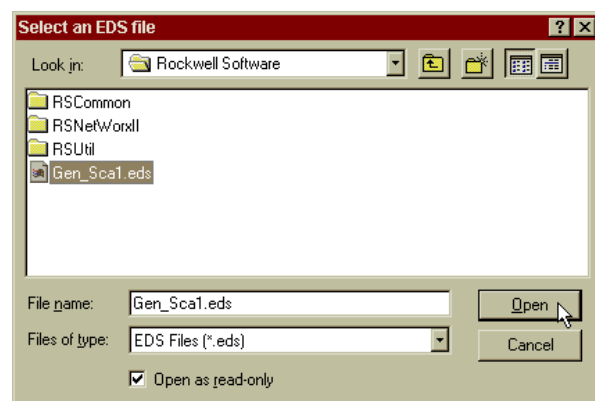 Select an EDS file
Look in: Rockwell Software
RSCommon
RSNetWorxII
RSUtil
Gen_Sca1.eds
File name: Gen_Sca1.eds Open
Files of type: EDS Files (*.eds) Cancel
Open as read-only